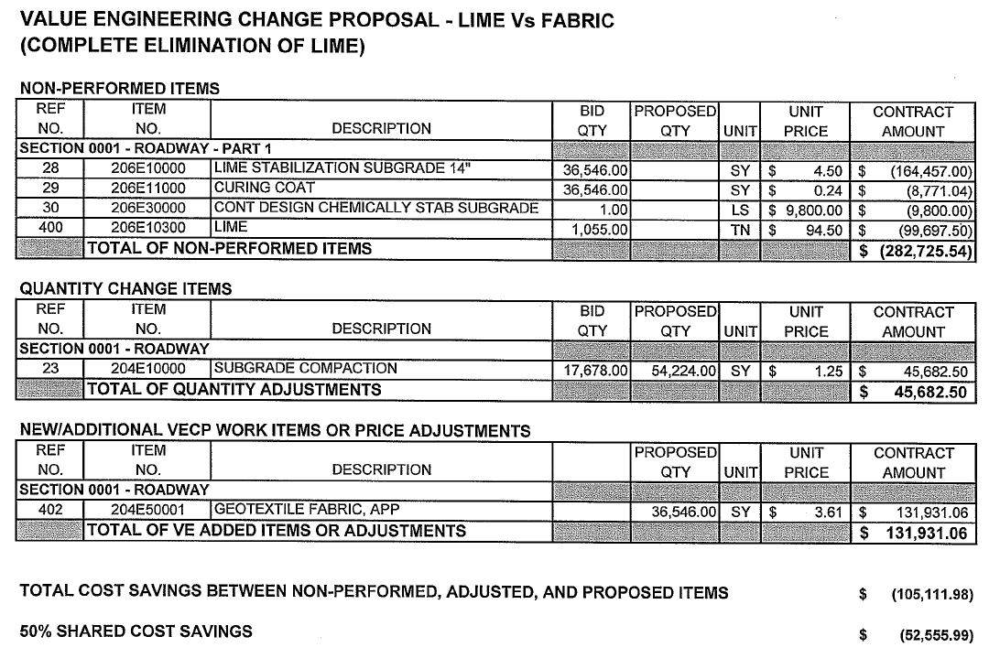 VALUE ENGINEERING CHANGE PROPOSAL - LIME Vs FABRIC
(COMPLETE ELIMINATION OF LIME)
NON-PERFORMED ITEMS
REF ITEM BID PROPOSED UNIT CONTRACT
NO. NO. DESCRIPTION QTY QTY UNIT PRICE AMOUNT
SECTION 0001 - ROADWAY - PART 1
28 206E10000 LIME STABILIZATION SUBGRADE 14" 36,546.00 SY $ 4.50 $ (164,457.00)
29 206E11000 CURING COAT 36,546.00 SY $ 0.24 $ (8,771.04)
30 206E30000 CONT DESIGN CHEMICALLY STAB SUBGRADE 1.00 LS $ 9,800.00 $ (9,800.00)
400 206E10300 LIME 1,055.00 TN $ 94.50 $ (99,697.50)
TOTAL OF NON-PERFORMED ITEMS $ (282,725.54)
QUANTITY CHANGE ITEMS
REF ITEM BID PROPOSED UNIT CONTRACT
NO. NO. DESCRIPTION QTY QTY UNIT PRICE AMOUNT
SECTION 0001 - ROADWAY
23 204E10000 SUBGRADE COMPACTION 17,678.00 54,224.00 SY $ 1.25 $ 45,682.50
TOTAL OF QUANTITY ADJUSTMENTS $ 45,682.50
NEW/ADDITIONAL VECP WORK ITEMS OR PRICE ADJUSTMENTS
REF ITEM PROPOSED UNIT CONTRACT
NO. NO. DESCRIPTION QTY UNIT PRICE AMOUNT
SECTION 0001 - ROADWAY
402 204E50001 GEOTEXTILE FABRIC, APP 36,546.00 SY $ 3.61 $ 131,931.06
TOTAL OF VE ADDED ITEMS OR ADJUSTMENTS $ 131,931.06
TOTAL COST SAVINGS BETWEEN NON-PERFORMED, ADJUSTED, AND PROPOSED ITEMS $ (105,111.98)
50% SHARED COST SAVINGS $ (52,555.99)